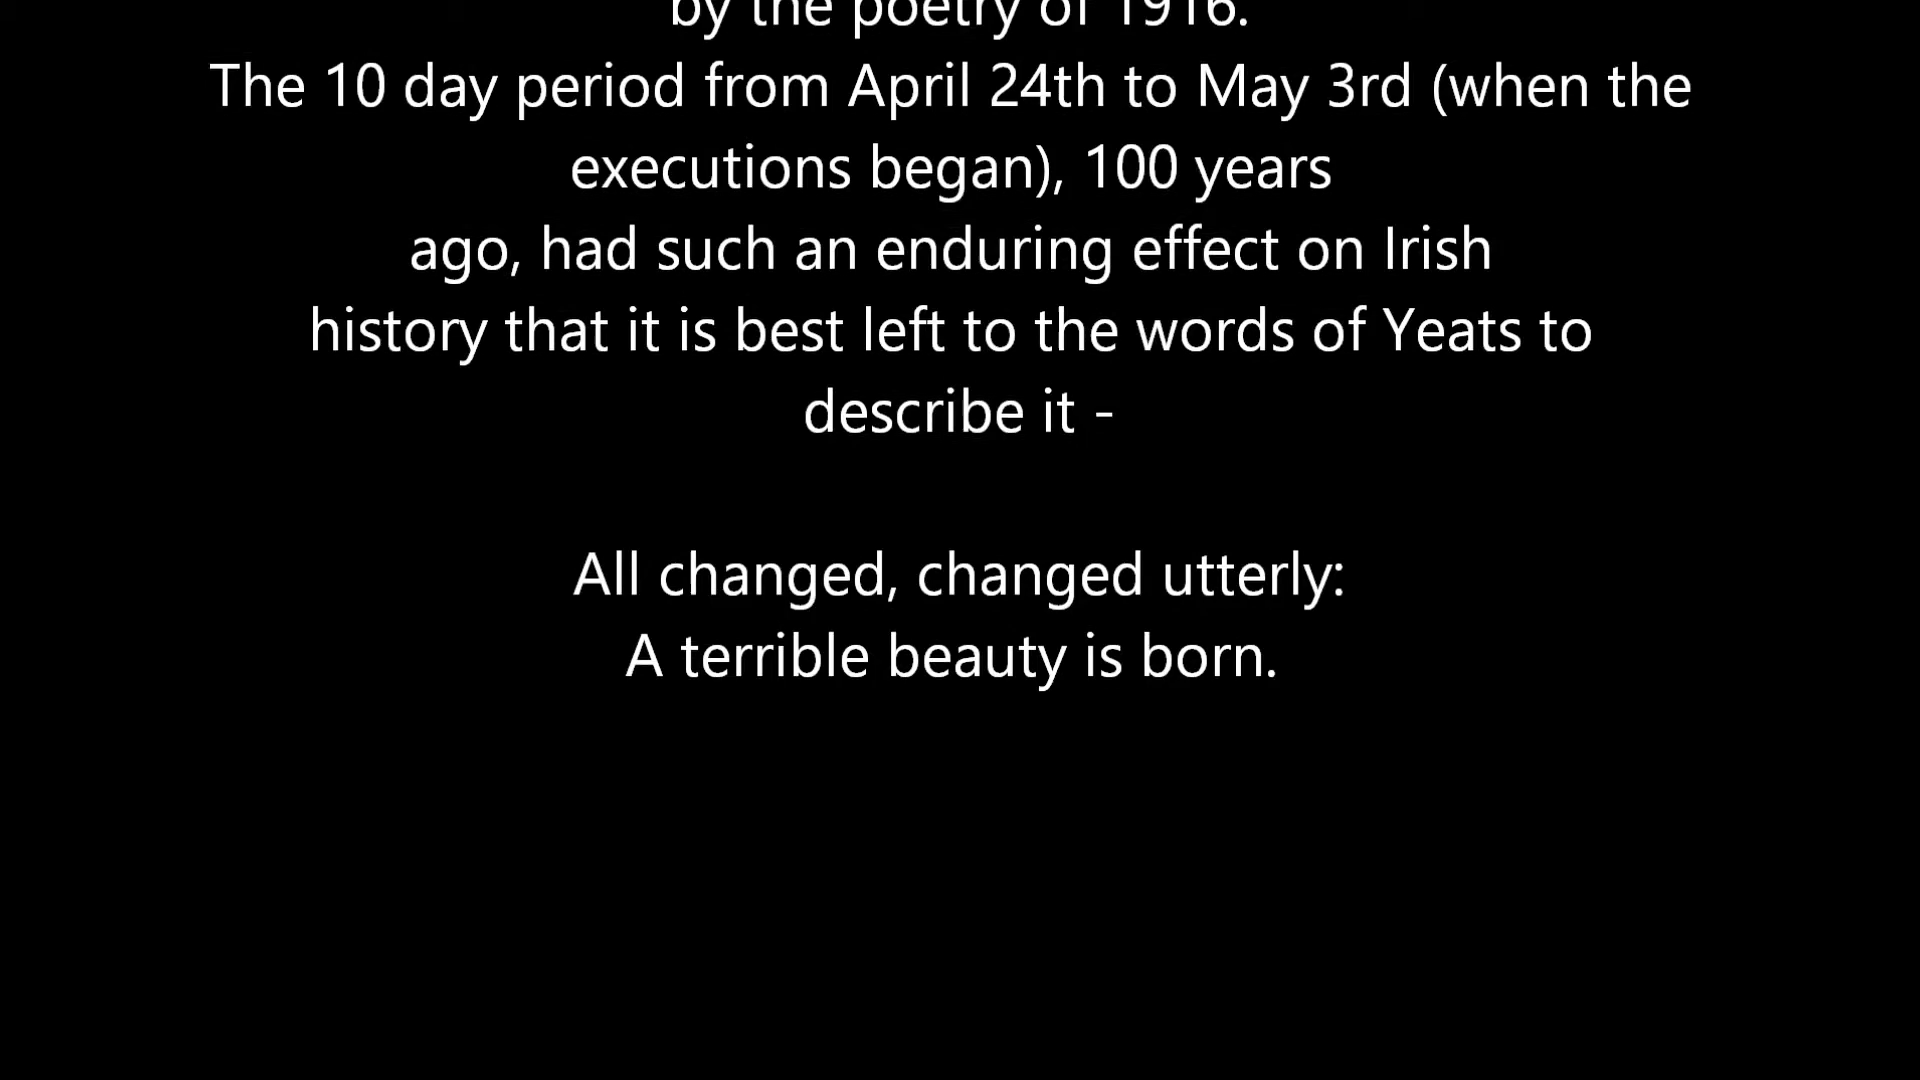 by the poetry of 1916.
The 10 day period from April 24th to May 3rd (when the
executions began), 100 years
ago, had such an enduring effect on Irish
history that it is best left to the words of Yeats to
describe it -
All changed, changed utterly:
A terrible beauty is born.